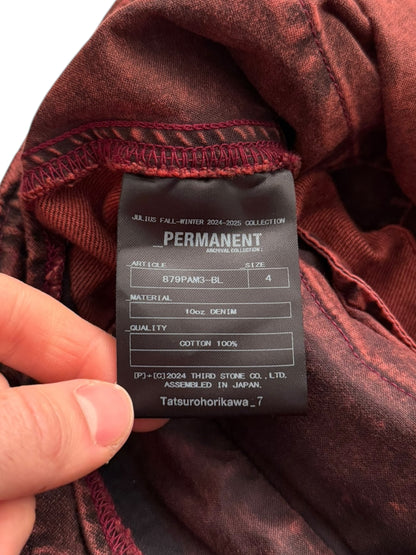 JULIUS FALL-WINTER 2024-2025 COLLECTION
_PERMANENT
ARCHIVAL COLLECTION;
ARTICLE SIZE
879PAM3-BL 4
MATERIAL
10oz DENIM
_QUALITY
COTTON 100%
[P]+[C]2024 THIRD STONE CO., LTD.
ASSEMBLED IN JAPAN.
Tatsurohorikawa_7